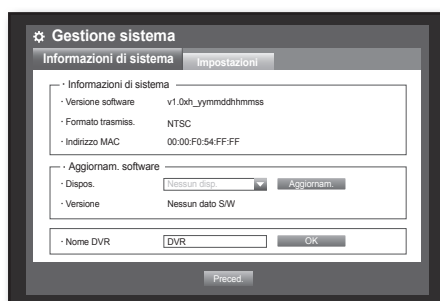 Gestione sistema
Informazioni di sistema Impostazioni
· Informazioni di sistema
· Versione software v1.0xh_yymmddhhmmss
· Formato trasmiss. NTSC
· Indirizzo MAC 00:00:F0:54:FF:FF
· Aggiornam. software
· Dispos. Nessun disp. Aggiornam.
· Versione Nessun dato S/W
· Nome DVR DVR OK
Preced.